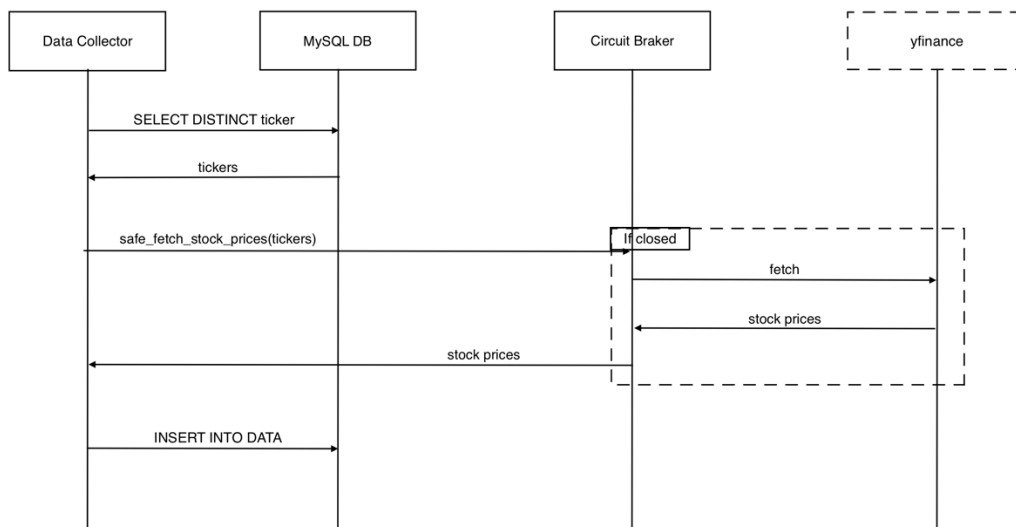 Data Collector
MySQL DB
Circuit Braker
yfinance
SELECT DISTINCT ticker
tickers
safe_fetch_stock_prices(tickers)
If closed
fetch
stock prices
stock prices
INSERT INTO DATA